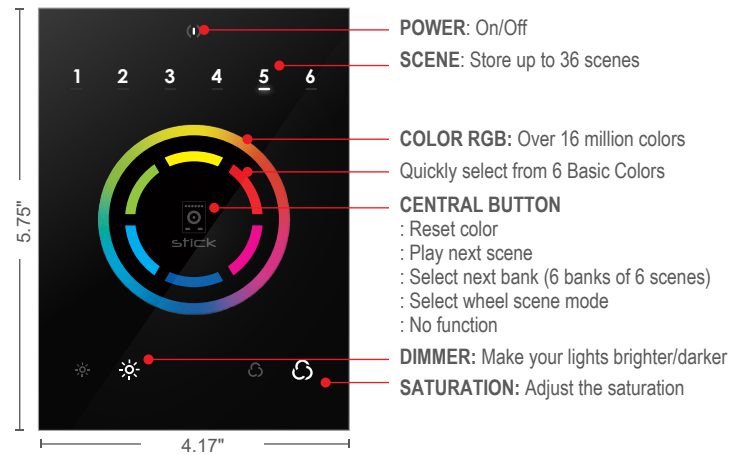 POWER: On/Off
SCENE: Store up to 36 scenes
1 2 3 4 5 6
COLOR RGB: Over 16 million colors
Quickly select from 6 Basic Colors
CENTRAL BUTTON
: Reset color
: Play next scene
: Select next bank (6 banks of 6 scenes)
: Select wheel scene mode
: No function
stick
5.75"
DIMMER: Make your lights brighter/darker
SATURATION: Adjust the saturation
4.17"